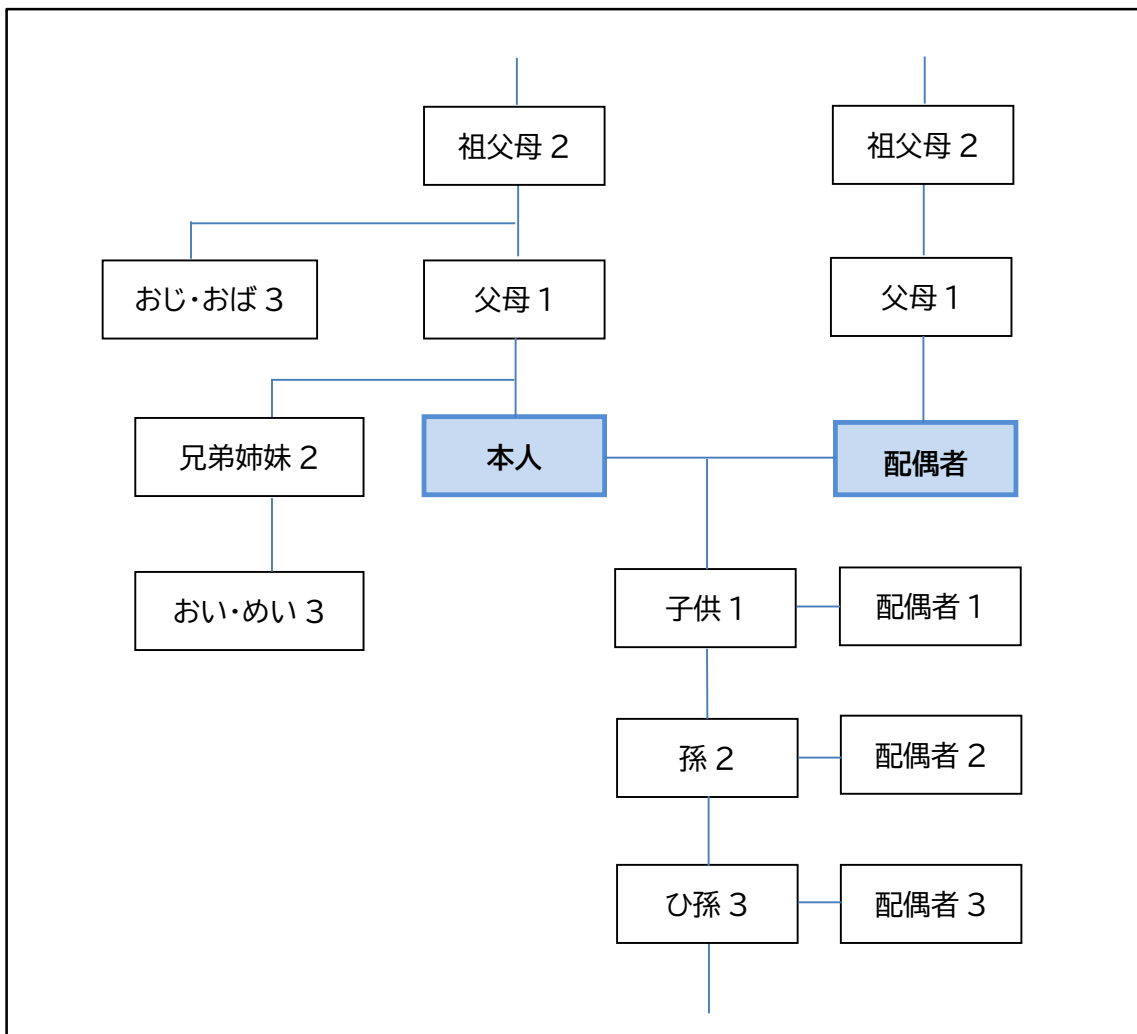 祖父母 2
祖父母 2
おじ・おば 3
父母 1
父母 1
兄弟姉妹 2
本人
配偶者
おい・めい 3
子供 1
配偶者 1
孫 2
配偶者 2
ひ孫 3
配偶者 3